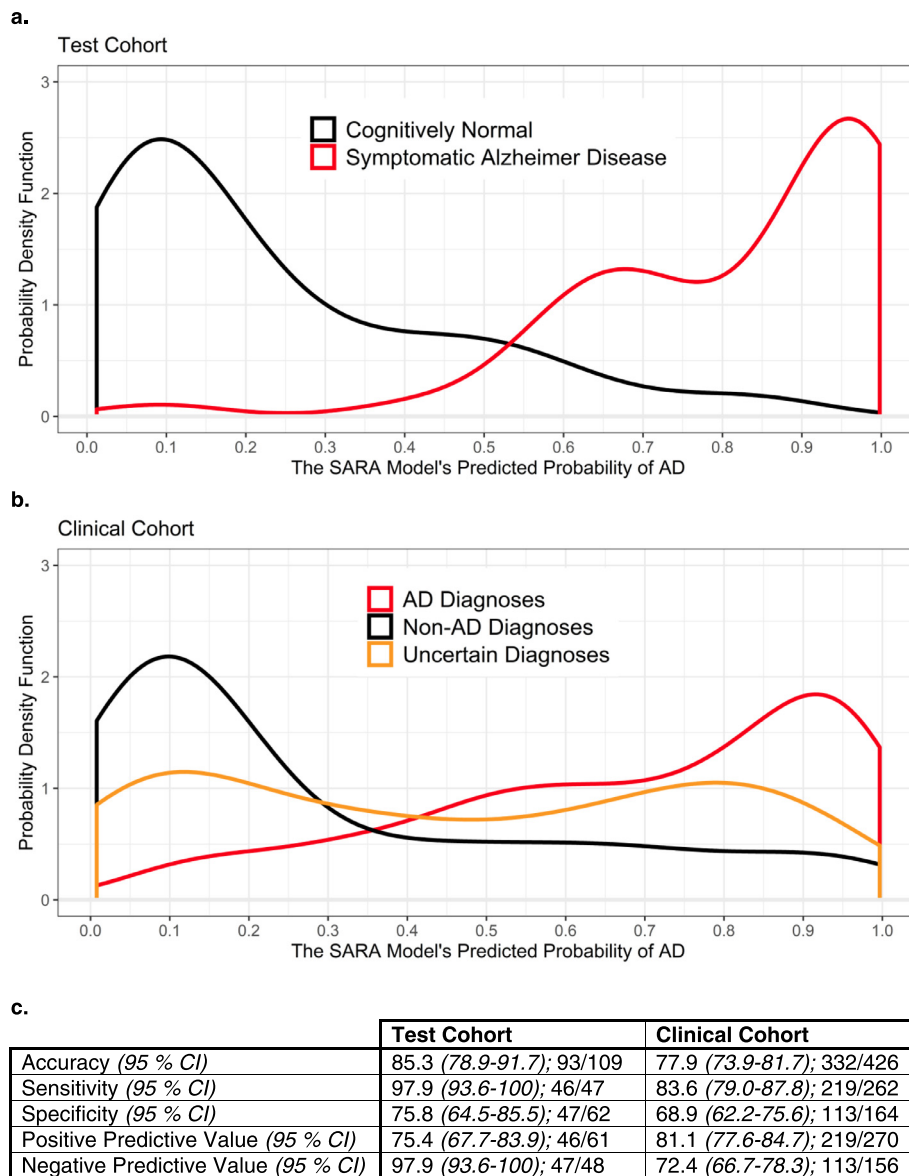 a.
Test Cohort
3
2
1
0
Probability Density Function
Cognitively Normal
Symptomatic Alzheimer Disease
0.0 0.1 0.2 0.3 0.4 0.5 0.6 0.7 0.8 0.9 1.0
The SARA Model's Predicted Probability of AD
b.
Clinical Cohort
3
2
1
0
Probability Density Function
AD Diagnoses
Non-AD Diagnoses
Uncertain Diagnoses
0.0 0.1 0.2 0.3 0.4 0.5 0.6 0.7 0.8 0.9 1.0
The SARA Model's Predicted Probability of AD
c.
Test Cohort Clinical Cohort
Accuracy (95 % CI) 85.3 (78.9-91.7); 93/109 77.9 (73.9-81.7); 332/426
Sensitivity (95 % CI) 97.9 (93.6-100); 46/47 83.6 (79.0-87.8); 219/262
Specificity (95 % CI) 75.8 (64.5-85.5); 47/62 68.9 (62.2-75.6); 113/164
Positive Predictive Value (95 % CI) 75.4 (67.7-83.9); 46/61 81.1 (77.6-84.7); 219/270
Negative Predictive Value (95 % CI) 97.9 (93.6-100); 47/48 72.4 (66.7-78.3); 113/156